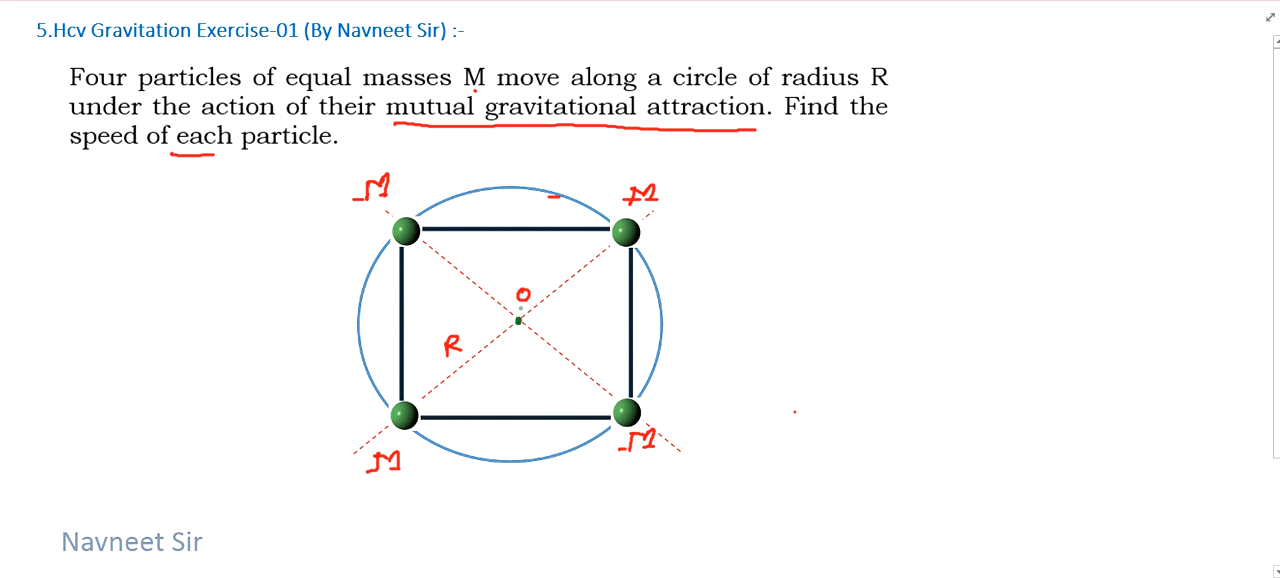 5.Hcv Gravitation Exercise-01 (By Navneet Sir) :-
Four particles of equal masses M move along a circle of radius R
under the action of their mutual gravitational attraction. Find the
speed of each particle.
M M
O
R
M
M
Navneet Sir